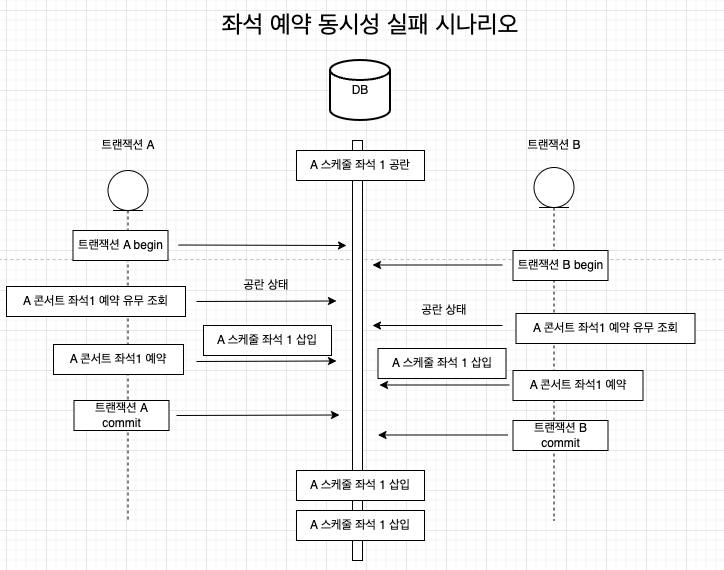 좌석 예약 동시성 실패 시나리오
DB
트랜잭션 A
트랜잭션 B
A 스케줄 좌석 1 공란
트랜잭션 A begin
트랜잭션 B begin
공란 상태
A 콘서트 좌석1 예약 유무 조회
공란 상태
A 콘서트 좌석1 예약 유무 조회
A 스케줄 좌석 1 삽입
A 콘서트 좌석1 예약
A 스케줄 좌석 1 삽입
A 콘서트 좌석1 예약
트랜잭션 A
commit
트랜잭션 B
commit
A 스케줄 좌석 1 삽입
A 스케줄 좌석 1 삽입